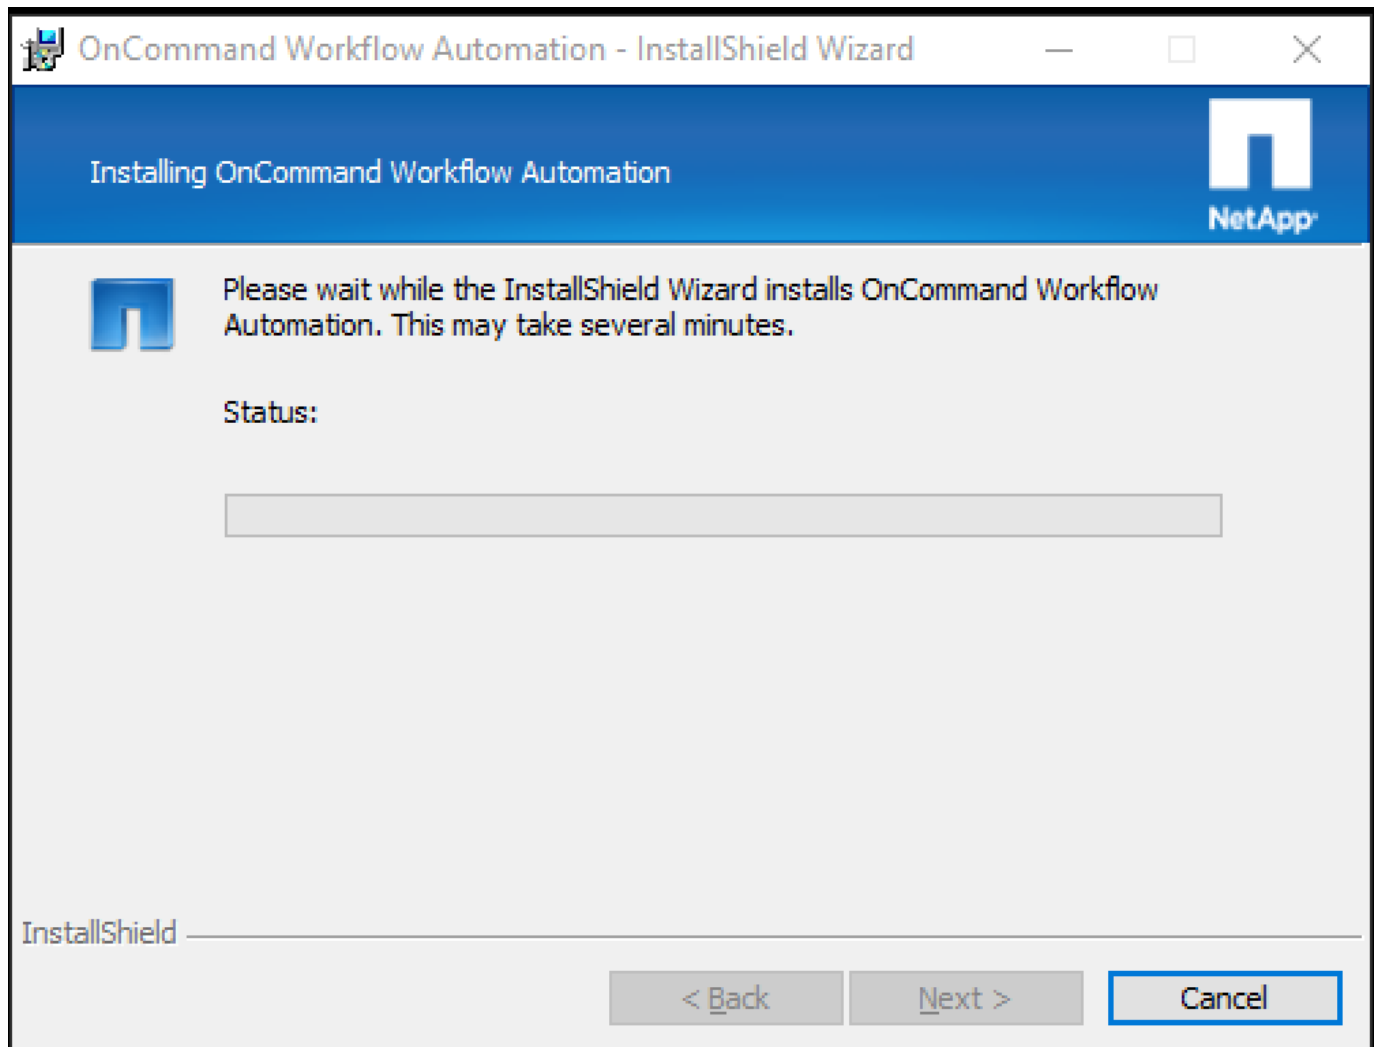 OnCommand Workflow Automation - InstallShield Wizard
Installing OnCommand Workflow Automation
NetApp
Please wait while the InstallShield Wizard installs OnCommand Workflow
Automation. This may take several minutes.
Status:
InstallShield
< Back
Next >
Cancel